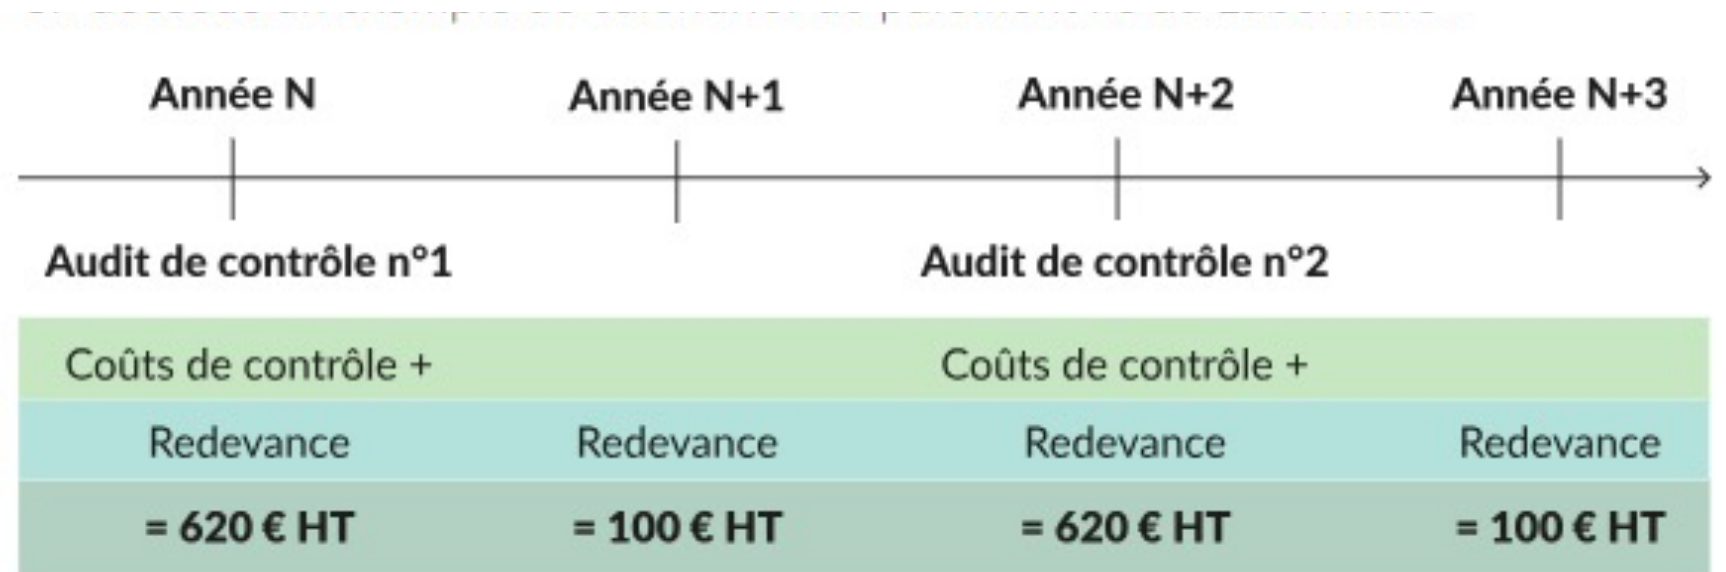 Année N Année N+1 Année N+2 Année N+3
Audit de contrôle n°1 Audit de contrôle n°2
Coûts de contrôle + Coûts de contrôle +
Redevance Redevance Redevance Redevance
= 620 € HT = 100 € HT = 620 € HT = 100 € HT